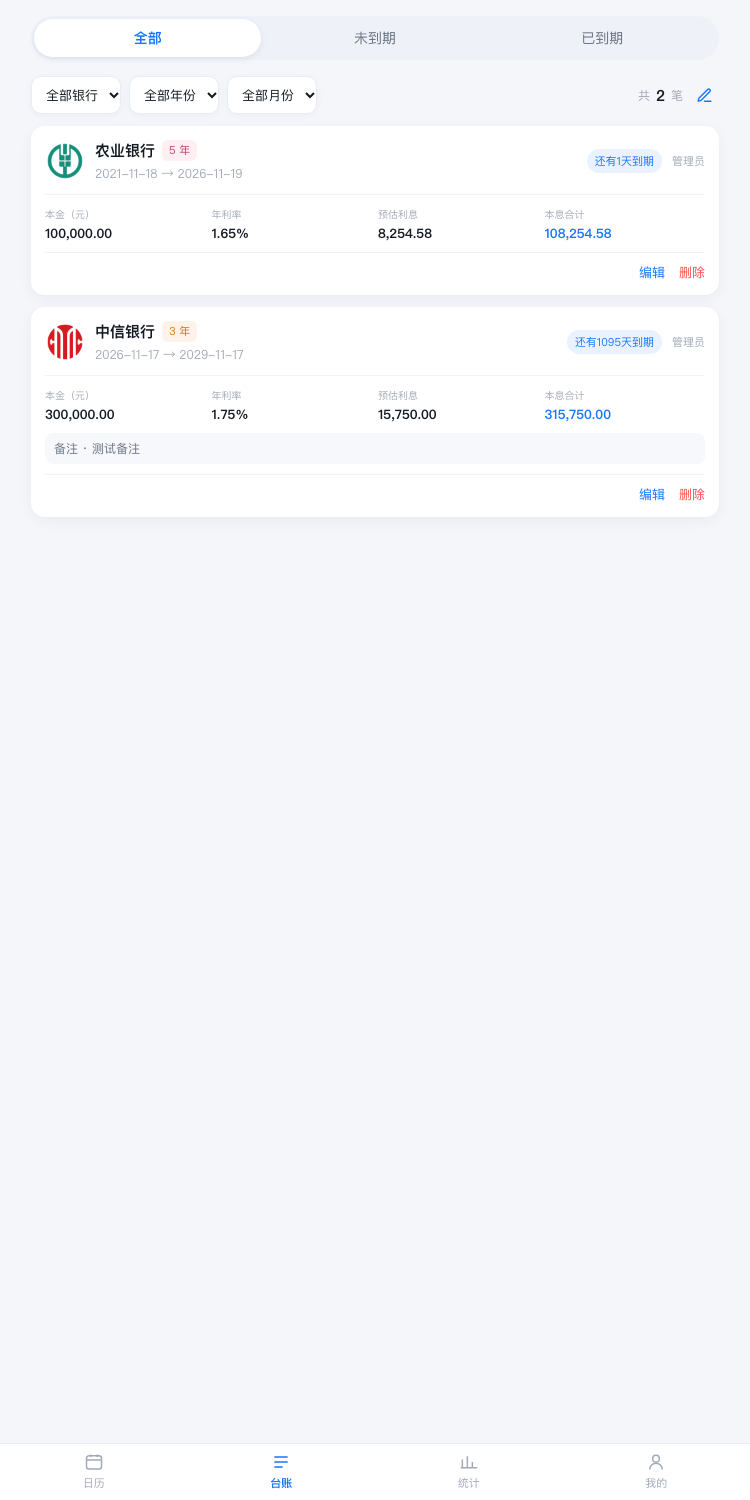 全部 未到期 已到期
全部银行 全部年份 全部月份 共 2 笔
农业银行 5 年
2021-11-18 → 2026-11-19
还有1天到期 管理员
本金（元） 年利率 预估利息 本息合计
100,000.00 1.65% 8,254.58 108,254.58
编辑 删除
中信银行 3 年
2026-11-17 → 2029-11-17
还有1095天到期 管理员
本金（元） 年利率 预估利息 本息合计
300,000.00 1.75% 15,750.00 315,750.00
备注 · 测试备注
编辑 删除
日历 台账 统计 我的